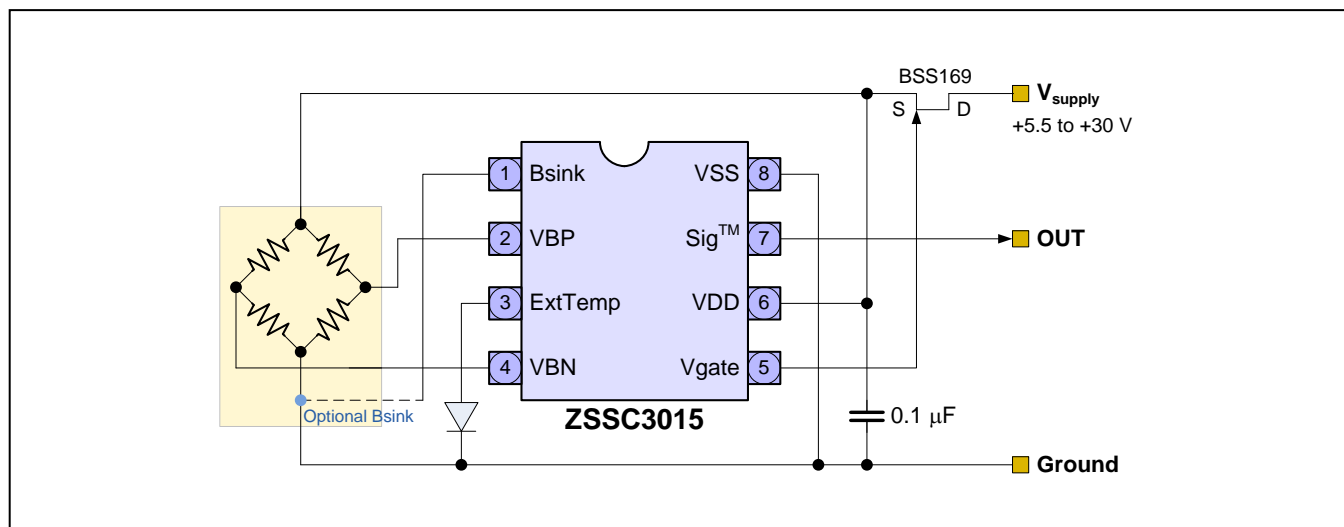 BSS169
S D
V_supply
+5.5 to +30 V
1 Bsink VSS 8
2 VBP Sig™ 7 OUT
3 ExtTemp VDD 6
4 VBN Vgate 5
Optional Bsink
ZSSC3015
0.1 μF
Ground